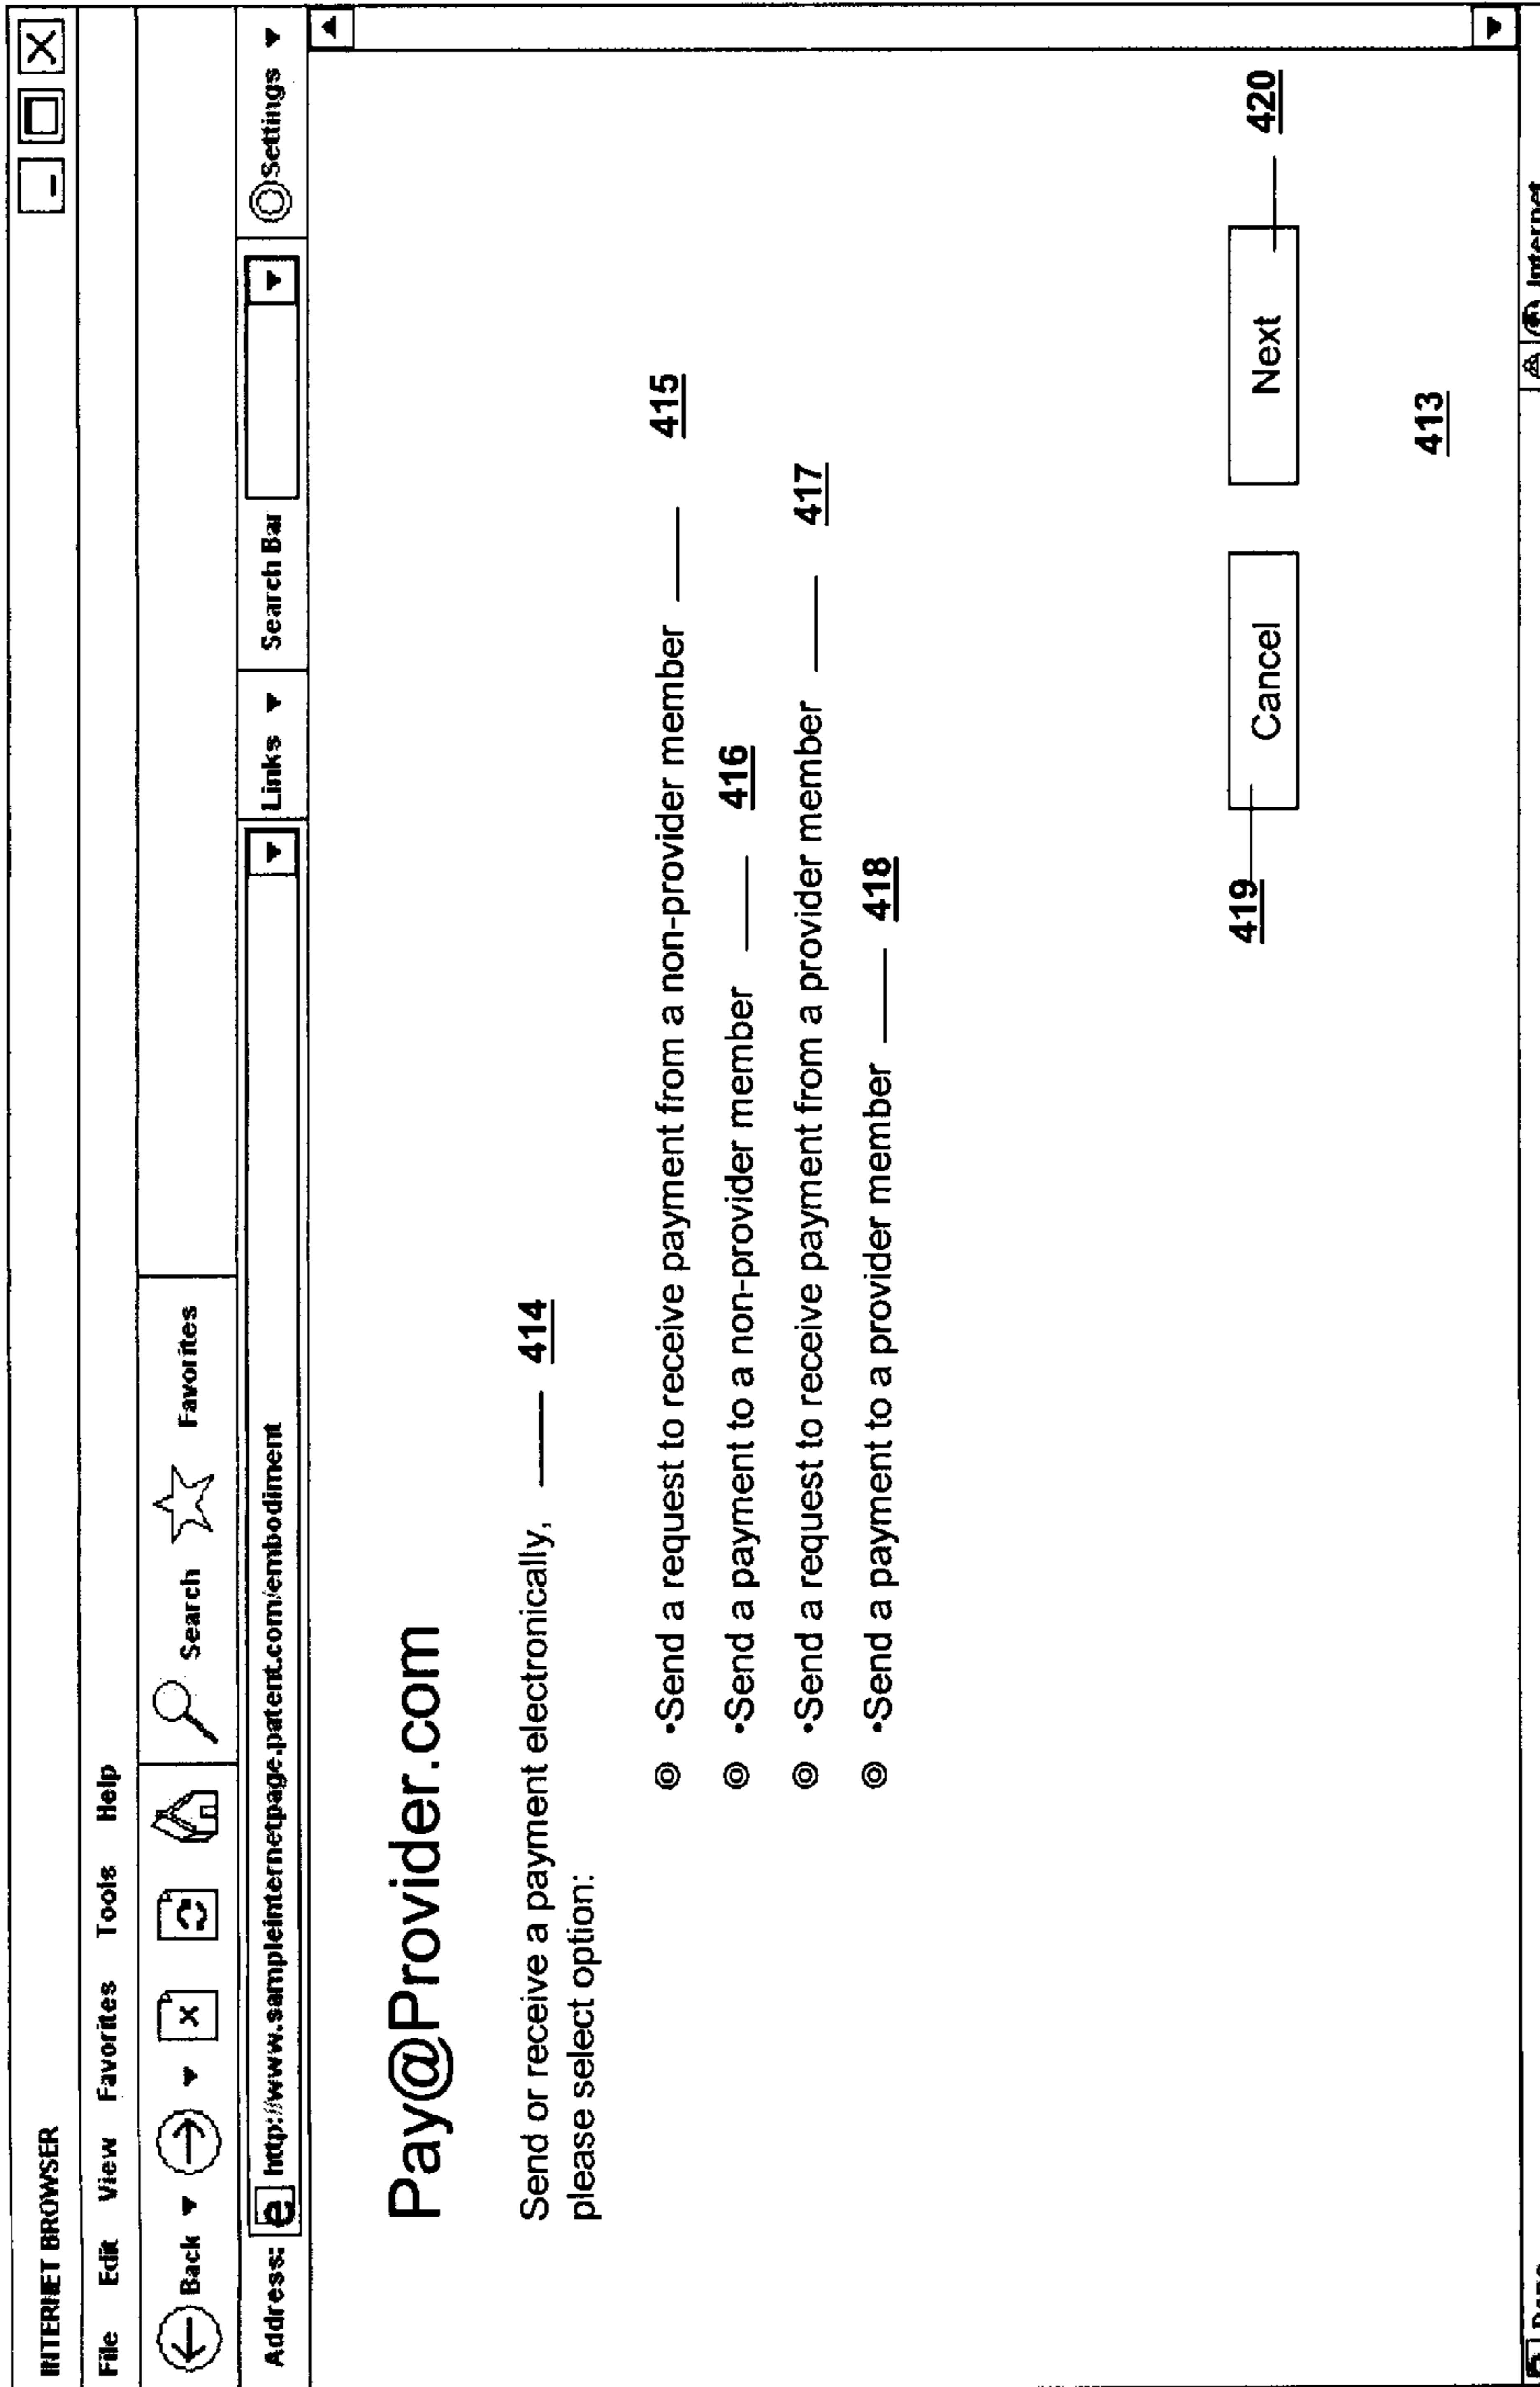 INTERNET BROWSER
File Edit View Favorites Tools Help
Back Search Favorites
Address: http://www.sampleinternetpage.patent.com/embodiment Links Search Bar Settings
Pay@Provider.com
Send or receive a payment electronically, 414
please select option:
•Send a request to receive payment from a non-provider member 415
•Send a payment to a non-provider member 416
•Send a request to receive payment from a provider member 417
•Send a payment to a provider member 418
419 Cancel Next 420
413
Done Internet